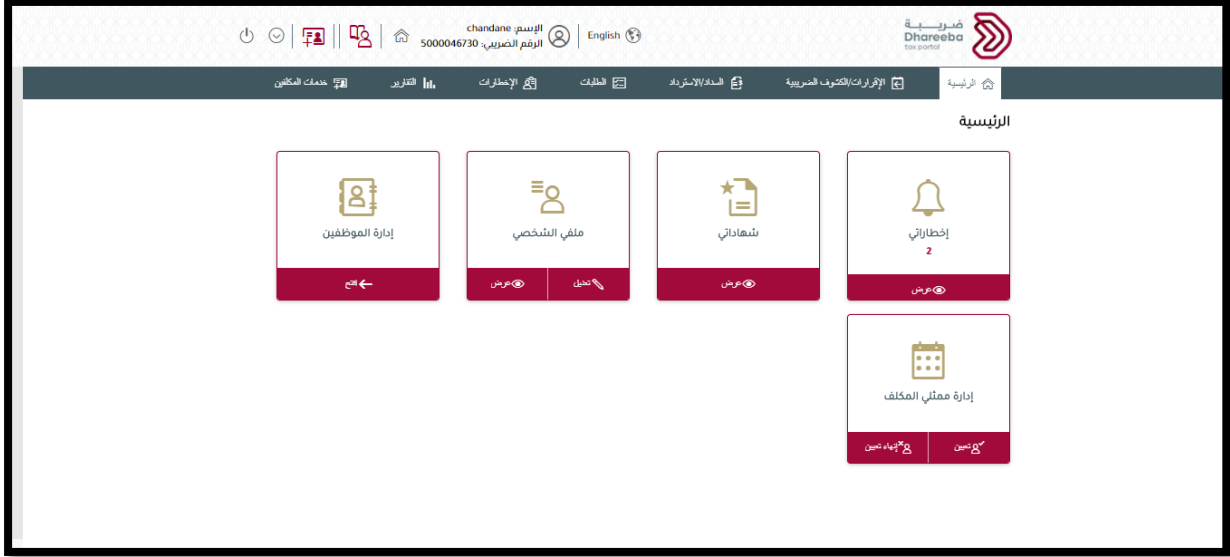 ضريبة
Dhareeba
tax portal
English
الإسم: chandane
الرقم الضريبي: 5000046730
الرئيسية
الإقرارات/الكشوف الضريبية
السداد/الاسترداد
الطلبات
الإخطارات
التقارير
خدمات المكلفين
الرئيسية
إخطاراتي
2
عرض
شهاداتي
عرض
ملفي الشخصي
تعديل
عرض
إدارة الموظفين
افتح
إدارة ممثلي المكلف
تعيين
إنهاء تعيين